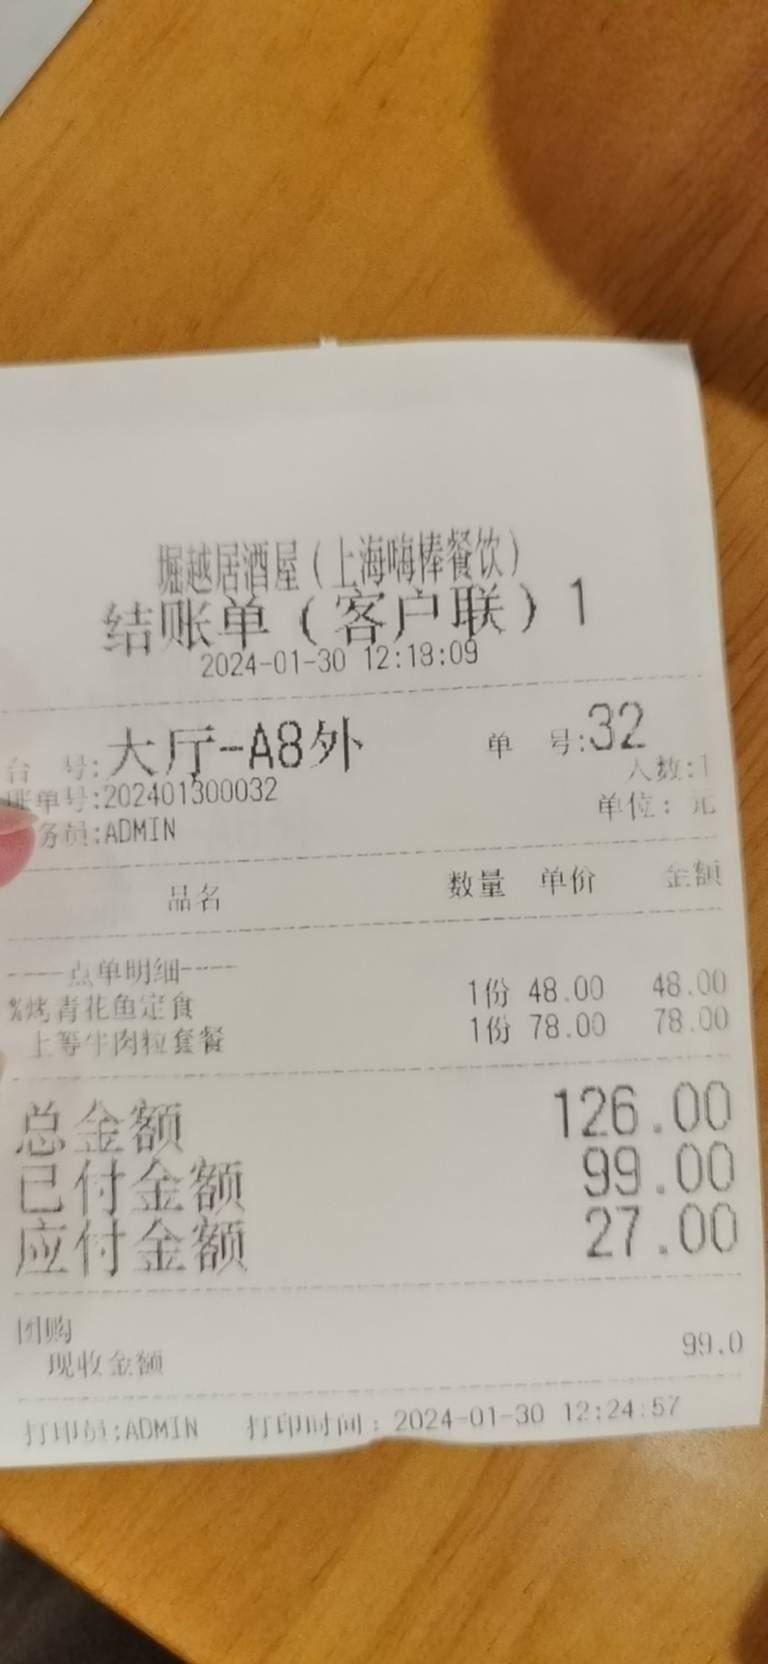 堀越居酒屋（上海嗨棒餐饮）
结账单（客户联）1
2024-01-30 12:19:09
台 号:大厅-A8外 单 号:32
人数:1
账单号:202401300032
单位：元
务员:ADMIN
品名 数量 单价 金额
----点单明细----
%烤青花鱼定食 1份 48.00 48.00
上等牛肉粒套餐 1份 78.00 78.00
总金额 126.00
已付金额 99.00
应付金额 27.00
团购
现收金额 99.0
打印员:ADMIN 打印时间：2024-01-30 12:24:57